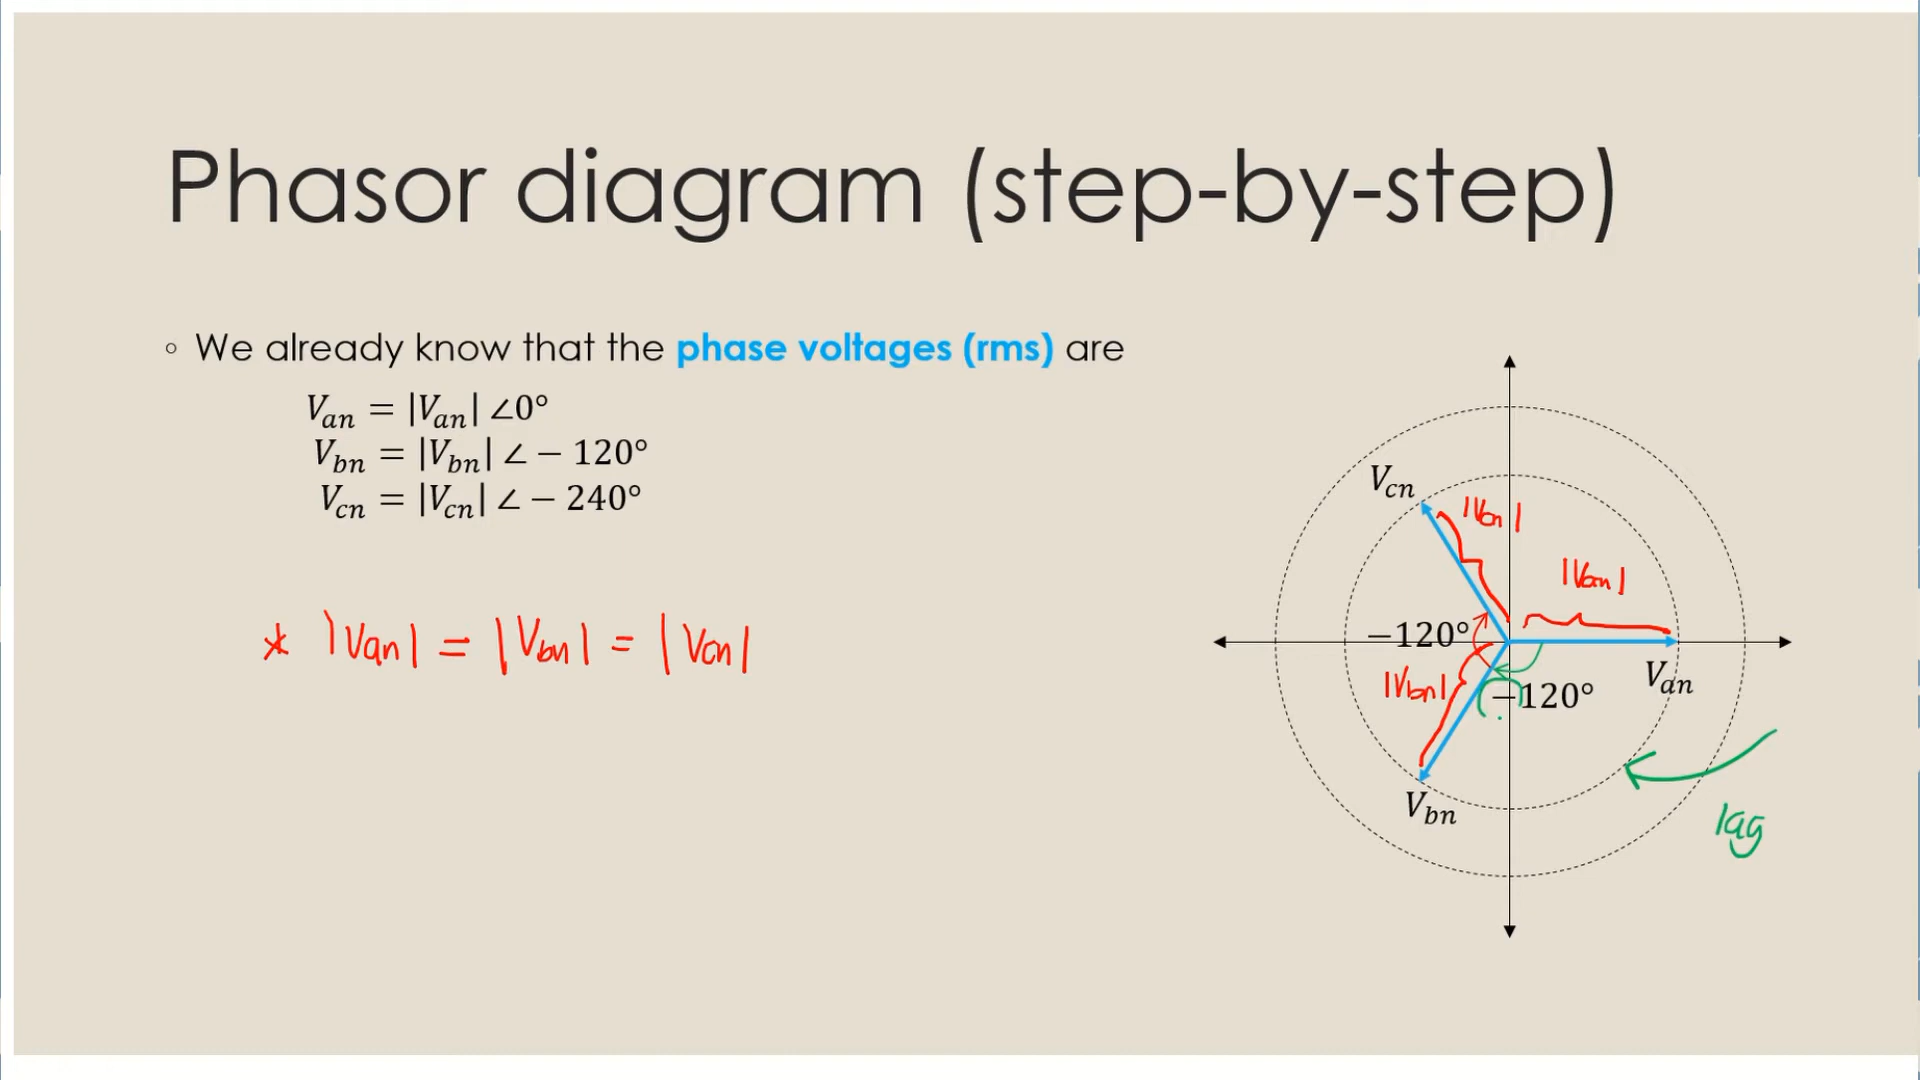 Phasor diagram (step-by-step)
◦ We already know that the phase voltages (rms) are
V_an = |V_an| ∠0°
V_bn = |V_bn| ∠ − 120°
V_cn = |V_cn| ∠ − 240°
* |Van| = |Vbn| = |Vcn|
V_cn
|Vcn|
|Van|
−120°
|Vbn|
−120°
V_an
V_bn
lag